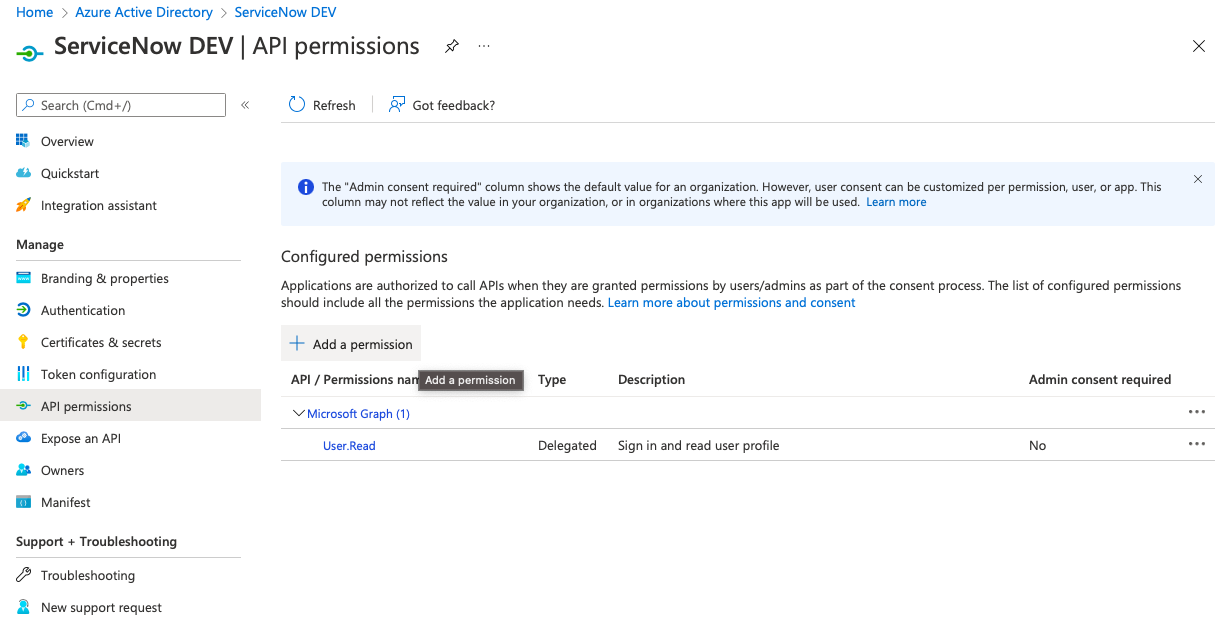 Home > Azure Active Directory > ServiceNow DEV
ServiceNow DEV | API permissions
Search (Cmd+/)
Overview
Quickstart
Integration assistant
Manage
Branding & properties
Authentication
Certificates & secrets
Token configuration
API permissions
Expose an API
Owners
Manifest
Support + Troubleshooting
Troubleshooting
New support request
Refresh
Got feedback?
The "Admin consent required" column shows the default value for an organization. However, user consent can be customized per permission, user, or app. This
column may not reflect the value in your organization, or in organizations where this app will be used. Learn more
Configured permissions
Applications are authorized to call APIs when they are granted permissions by users/admins as part of the consent process. The list of configured permissions
should include all the permissions the application needs. Learn more about permissions and consent
Add a permission
Add a permission
API / Permissions Type Description Admin consent required
Microsoft Graph (1)
User.Read Delegated Sign in and read user profile No